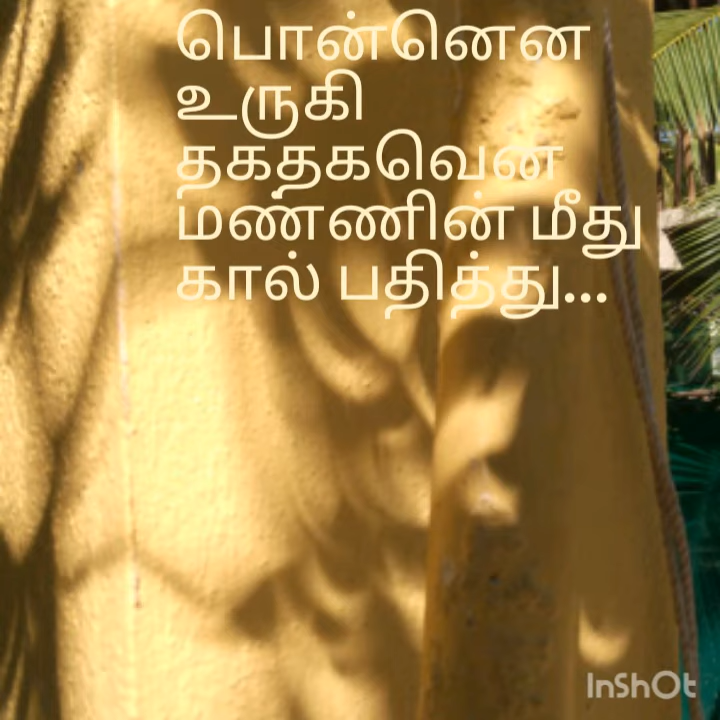 பொன்னென
உருகி
தகதகவென
மண்ணின் மீது
கால் பதித்து...
InShOt